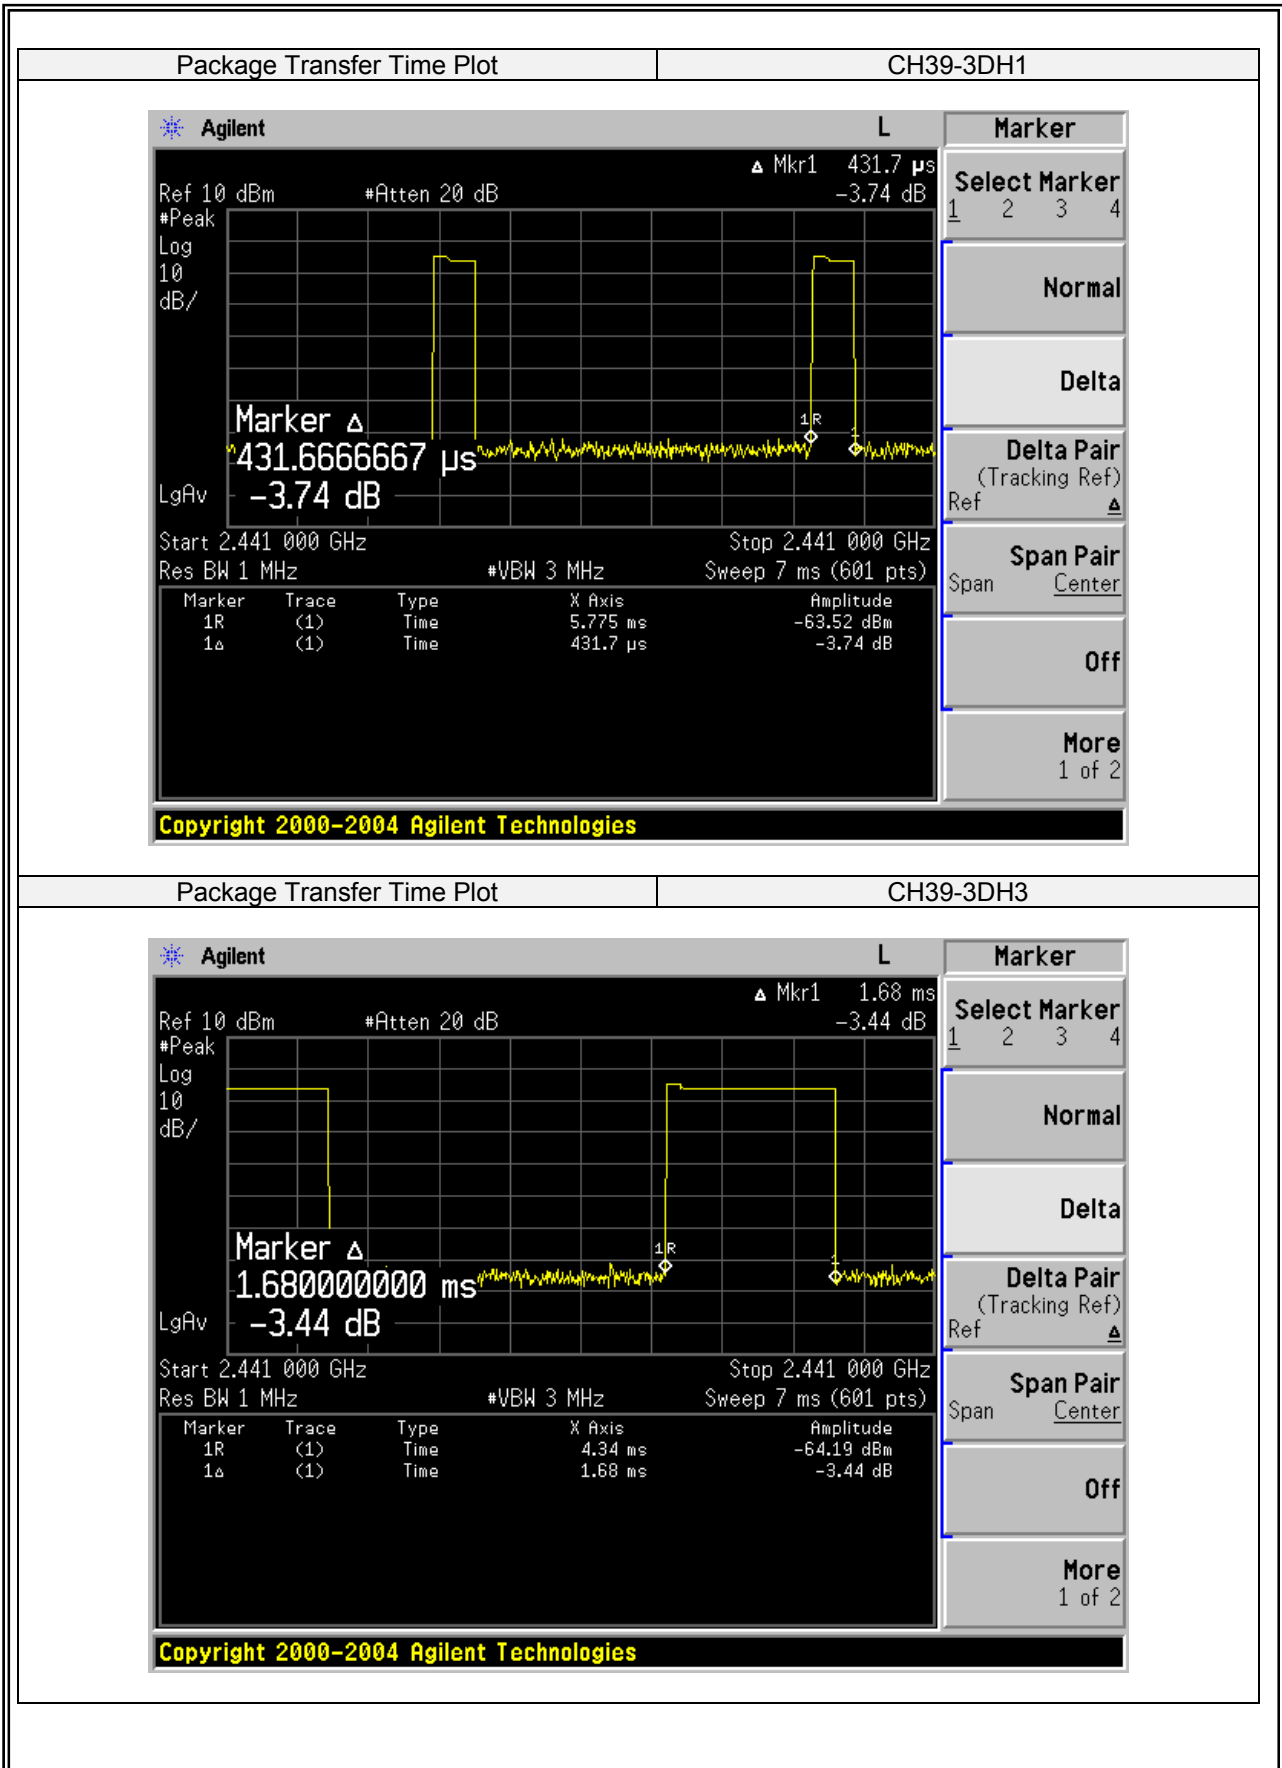 Package Transfer Time Plot CH39-3DH1
Agilent L Marker
Δ Mkr1 431.7 µs
Ref 10 dBm #Atten 20 dB -3.74 dB
#Peak
Log
10
dB/
Marker Δ
431.6666667 µs
-3.74 dB
LgAv
1R
1
Start 2.441 000 GHz Stop 2.441 000 GHz
Res BW 1 MHz #VBW 3 MHz Sweep 7 ms (601 pts)
Marker Trace Type X Axis Amplitude
1R (1) Time 5.775 ms -63.52 dBm
1Δ (1) Time 431.7 µs -3.74 dB
Select Marker
1 2 3 4
Normal
Delta
Delta Pair
(Tracking Ref)
Ref Δ
Span Pair
Span Center
Off
More
1 of 2
Copyright 2000-2004 Agilent Technologies
Package Transfer Time Plot CH39-3DH3
Agilent L Marker
Δ Mkr1 1.68 ms
Ref 10 dBm #Atten 20 dB -3.44 dB
#Peak
Log
10
dB/
Marker Δ
1.680000000 ms
-3.44 dB
LgAv
1R
1
Start 2.441 000 GHz Stop 2.441 000 GHz
Res BW 1 MHz #VBW 3 MHz Sweep 7 ms (601 pts)
Marker Trace Type X Axis Amplitude
1R (1) Time 4.34 ms -64.19 dBm
1Δ (1) Time 1.68 ms -3.44 dB
Select Marker
1 2 3 4
Normal
Delta
Delta Pair
(Tracking Ref)
Ref Δ
Span Pair
Span Center
Off
More
1 of 2
Copyright 2000-2004 Agilent Technologies